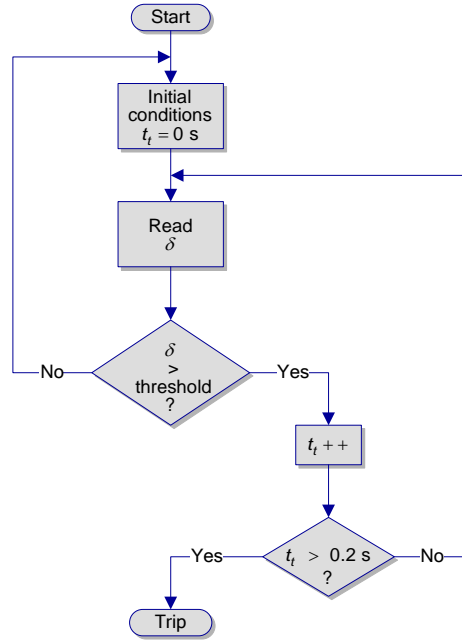 Start
Initial
conditions
t_t = 0 s
Read
δ
δ
>
threshold
?
No
Yes
t_t + +
t_t > 0.2 s
?
Yes
No
Trip